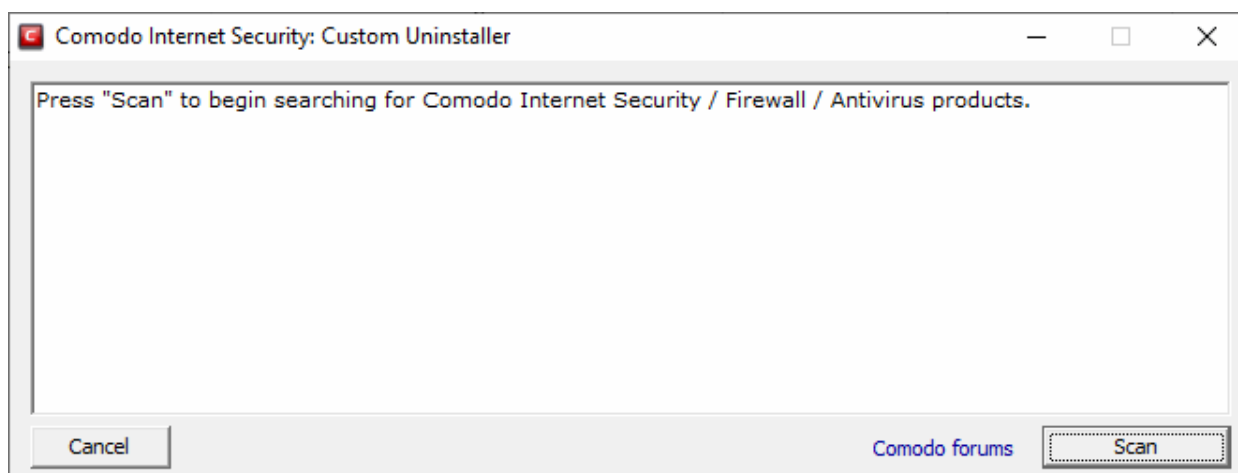 Comodo Internet Security: Custom Uninstaller
Press "Scan" to begin searching for Comodo Internet Security / Firewall / Antivirus products.
Cancel
Comodo forums
Scan